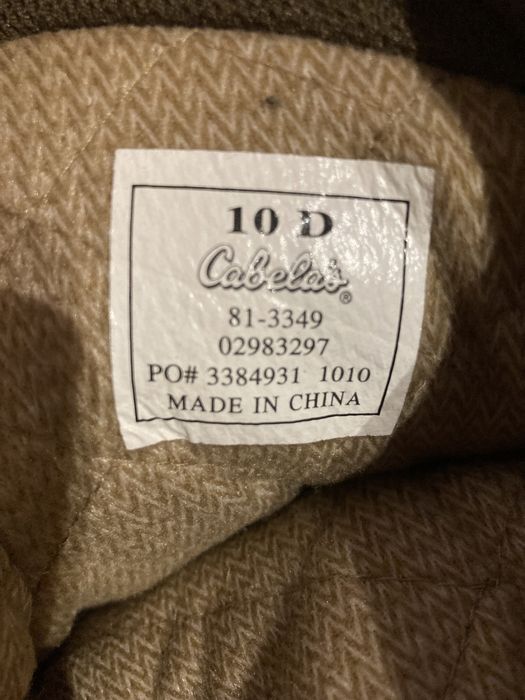 10 D
Cabela's®
81-3349
02983297
PO# 3384931 1010
MADE IN CHINA